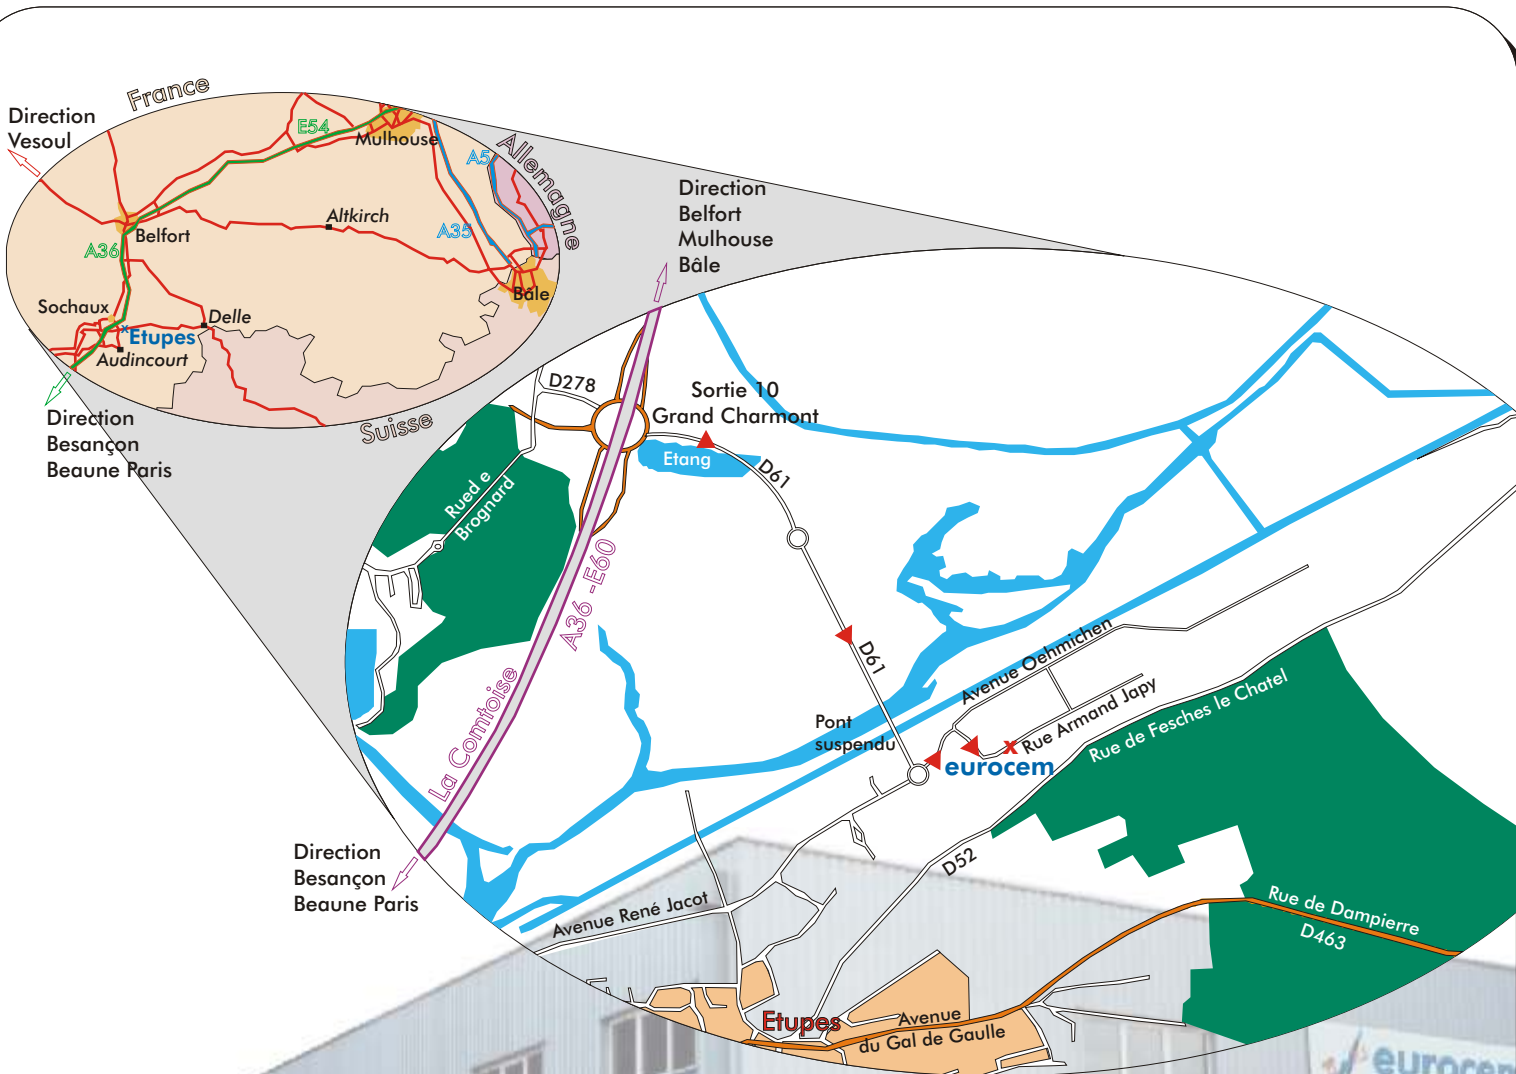 France
Direction
Vesoul
E54
Mulhouse
A5
Allemagne
Altkirch
A35
Belfort
A36
Bâle
Sochaux
Delle
Etupes
Audincourt
Suisse
Direction
Besançon
Beaune Paris
Direction
Belfort
Mulhouse
Bâle
D278
Sortie 10
Grand Charmont
Etang
D61
Rued e
Brognard
A36 -E60
D61
Avenue Oehmichen
La Comtoise
Pont
suspendu
Rue Armand Japy
x
Rue de Fesches le Chatel
eurocem
Direction
Besançon
Beaune Paris
D52
Avenue René Jacot
Rue de Dampierre
D463
Etupes
Avenue
du Gal de Gaulle
eurocem